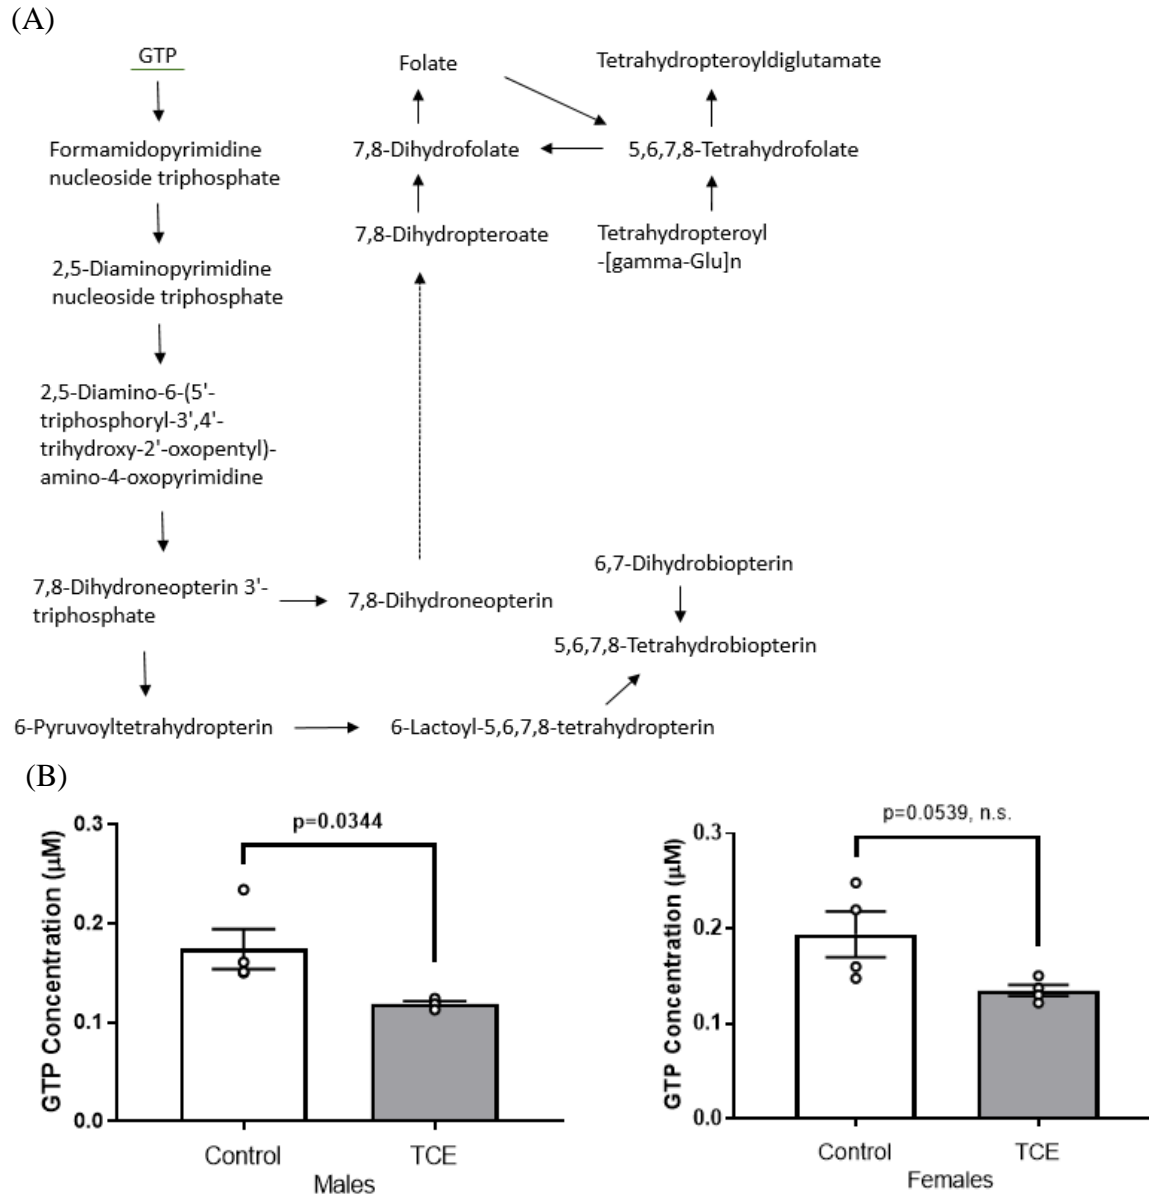 (A)
GTP
Folate
Tetrahydropteroyldiglutamate
Formamidopyrimidine
nucleoside triphosphate
7,8-Dihydrofolate
5,6,7,8-Tetrahydrofolate
7,8-Dihydropteroate
Tetrahydropteroyl
-[gamma-Glu]n
2,5-Diaminopyrimidine
nucleoside triphosphate
2,5-Diamino-6-(5'-
triphosphoryl-3',4'-
trihydroxy-2'-oxopentyl)-
amino-4-oxopyrimidine
6,7-Dihydrobiopterin
7,8-Dihydroneopterin 3'-
triphosphate
7,8-Dihydroneopterin
5,6,7,8-Tetrahydrobiopterin
6-Pyruvoyltetrahydropterin
6-Lactoyl-5,6,7,8-tetrahydropterin
(B)
GTP Concentration (μM)
0.3
0.2
0.1
0.0
p=0.0344
Control
TCE
Males
GTP Concentration (μM)
0.3
0.2
0.1
0.0
p=0.0539, n.s.
Control
TCE
Females